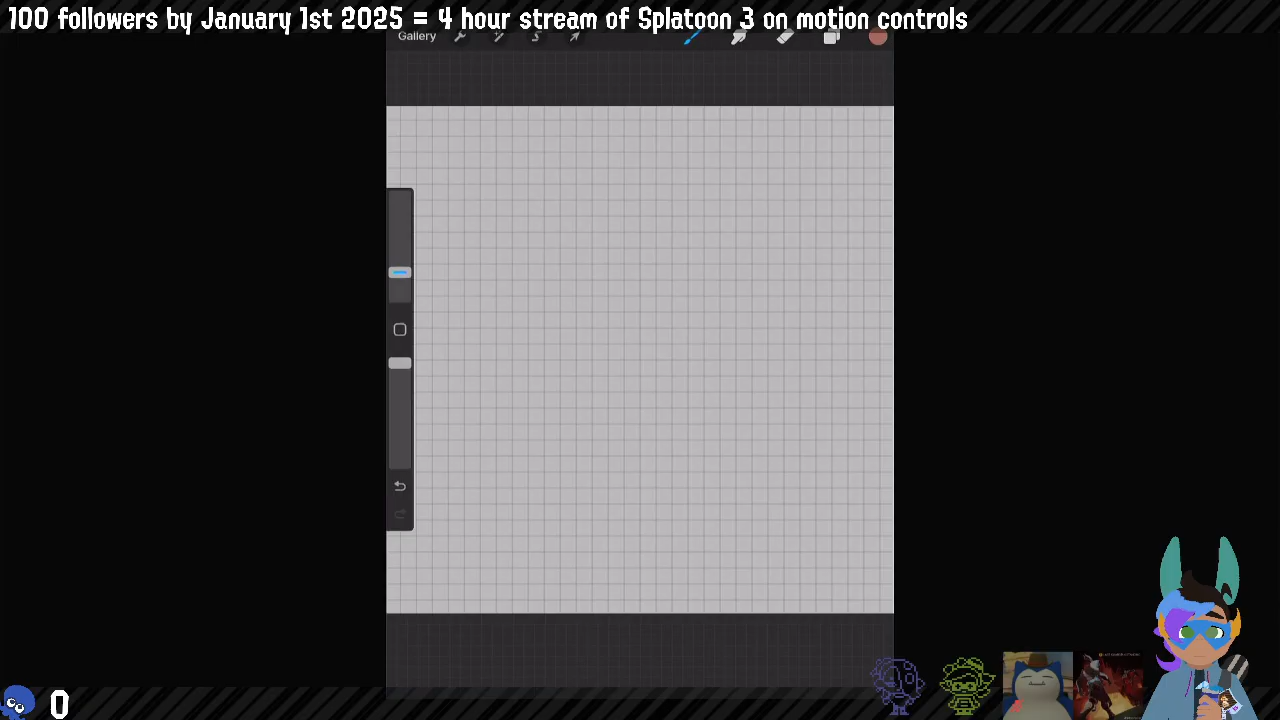 100 followers by January 1st 2025 = 4 hour stream of Splatoon 3 on motion controls
Gallery
0